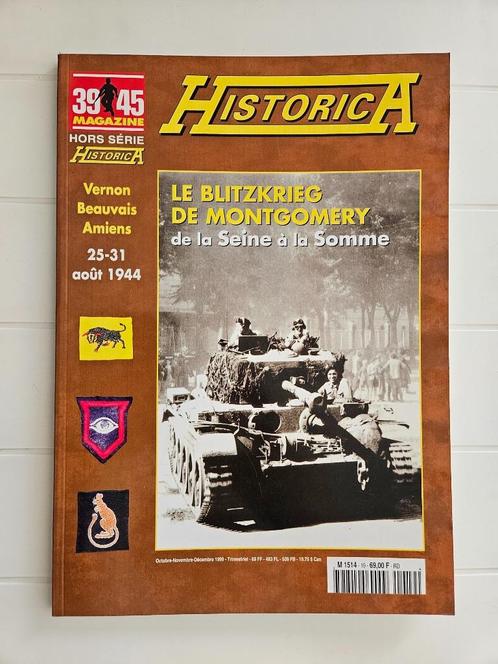 39 45
MAGAZINE
HORS SÉRIE
HISTORICA
HISTORICA
Vernon
Beauvais
Amiens
25-31
août 1944
LE BLITZKRIEG
DE MONTGOMERY
de la Seine à la Somme
Octobre-Novembre-Décembre 1999 - Trimestriel - 69 FF - 483 FL - 509 FB - 19,75 $ Can
M 1514 - 19 - 69,00 F - RD